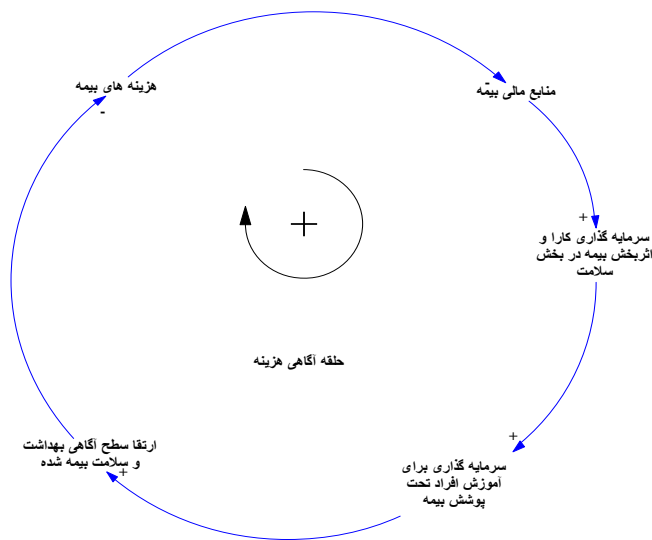 هزینه های بیمه
-
منابع مالی بیمه
-
+
سرمایه گذاری کارا و
اثربخش بیمه در بخش
سلامت
+
حلقه آگاهی هزینه
+
سرمایه گذاری برای
آموزش افراد تحت
پوشش بیمه
ارتقا سطح آگاهی بهداشت
و سلامت بیمه شده
+